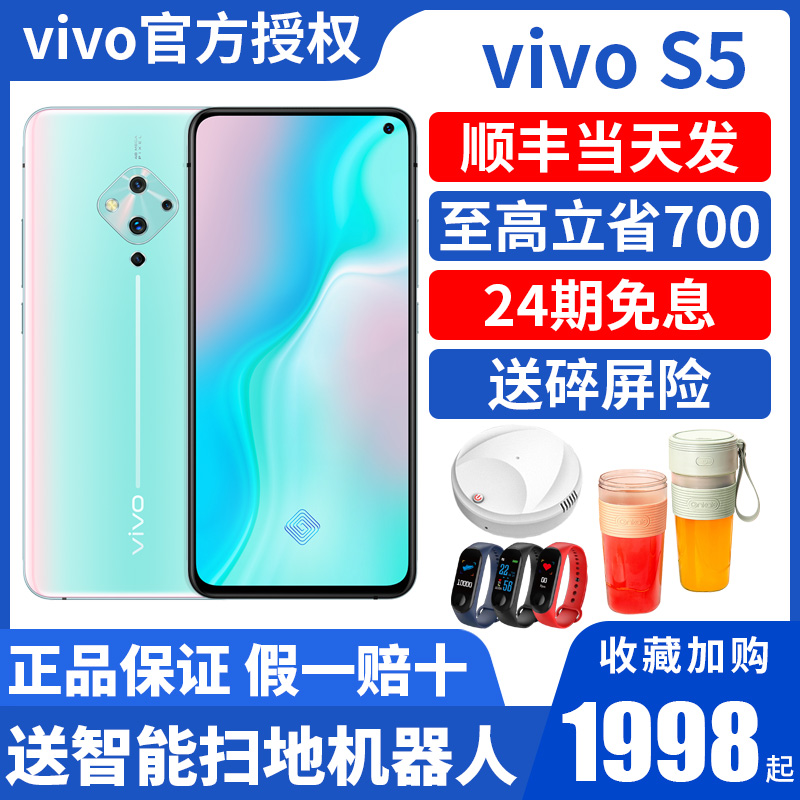 vivo官方授权
vivo S5
顺丰当天发
至高立省700
24期免息
送碎屏险
vivo
10000
正品保证 假一赔十
收藏加购
送智能扫地机器人
1998起